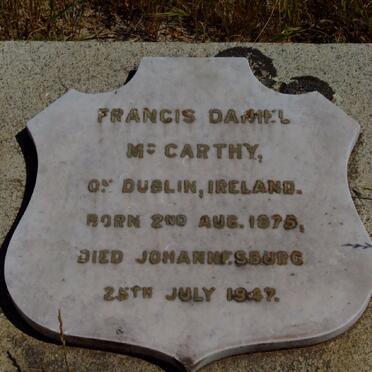 FRANCIS DANIEL
Mc CARTHY,
OF DUBLIN, IRELAND.
BORN 2ND AUG. 1875,
DIED JOHANNESBURG
25TH JULY 1947.